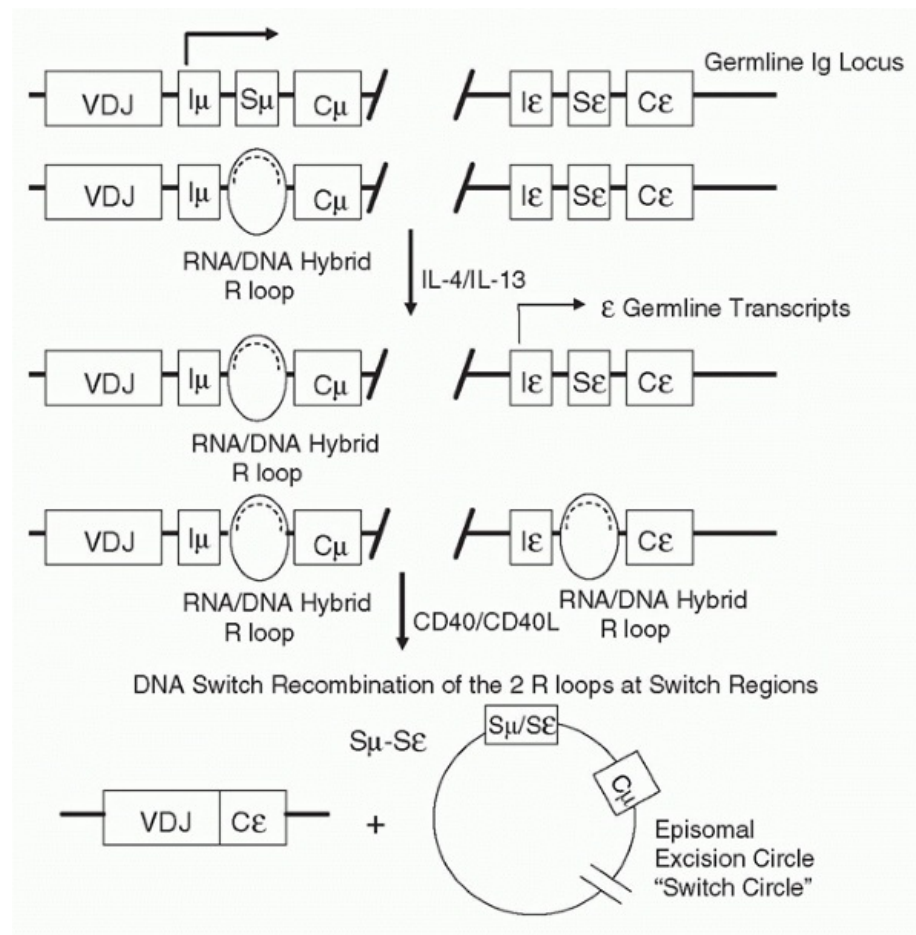 Germline Ig Locus
VDJ Iμ Sμ Cμ Iε Sε Cε
VDJ Iμ Cμ Iε Sε Cε
RNA/DNA Hybrid
R loop
IL-4/IL-13
ε Germline Transcripts
VDJ Iμ Cμ Iε Sε Cε
RNA/DNA Hybrid
R loop
VDJ Iμ Cμ Iε Cε
RNA/DNA Hybrid
R loop
RNA/DNA Hybrid
R loop
CD40/CD40L
DNA Switch Recombination of the 2 R loops at Switch Regions
Sμ-Sε
Sμ/Sε
Cμ
VDJ Cε
+
Episomal
Excision Circle
“Switch Circle”